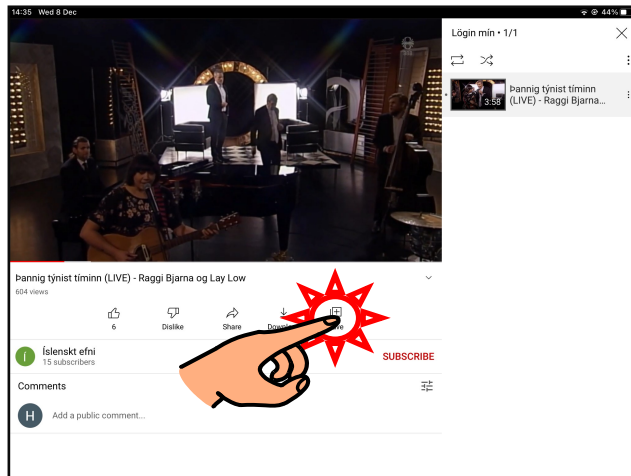 14:35 Wed 8 Dec
44%
Lögin mín • 1/1
3:58
Þannig týnist tíminn
(LIVE) - Raggi Bjarna...
Þannig týnist tíminn (LIVE) - Raggi Bjarna og Lay Low
604 views
6
Dislike
Share
Í
Íslenskt efni
15 subscribers
SUBSCRIBE
Comments
H
Add a public comment...